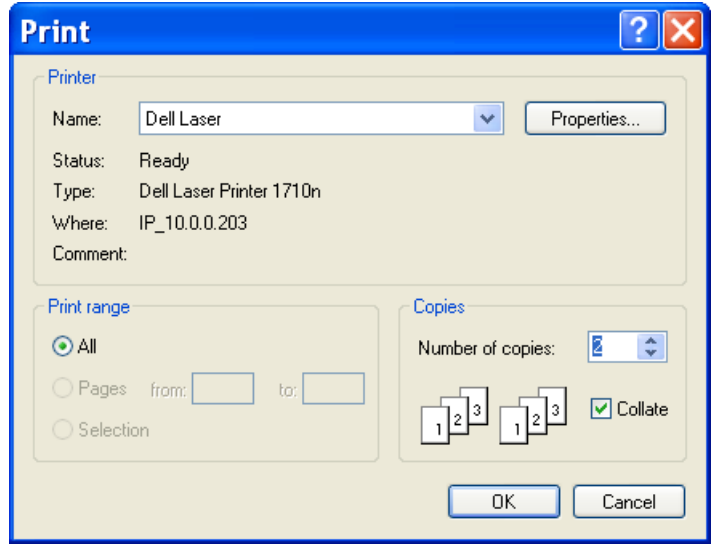 Print
Printer
Name: Dell Laser Properties...
Status: Ready
Type: Dell Laser Printer 1710n
Where: IP_10.0.0.203
Comment:
Print range
All
Pages from: to:
Selection
Copies
Number of copies: 2
1 2 3 1 2 3
Collate
OK Cancel